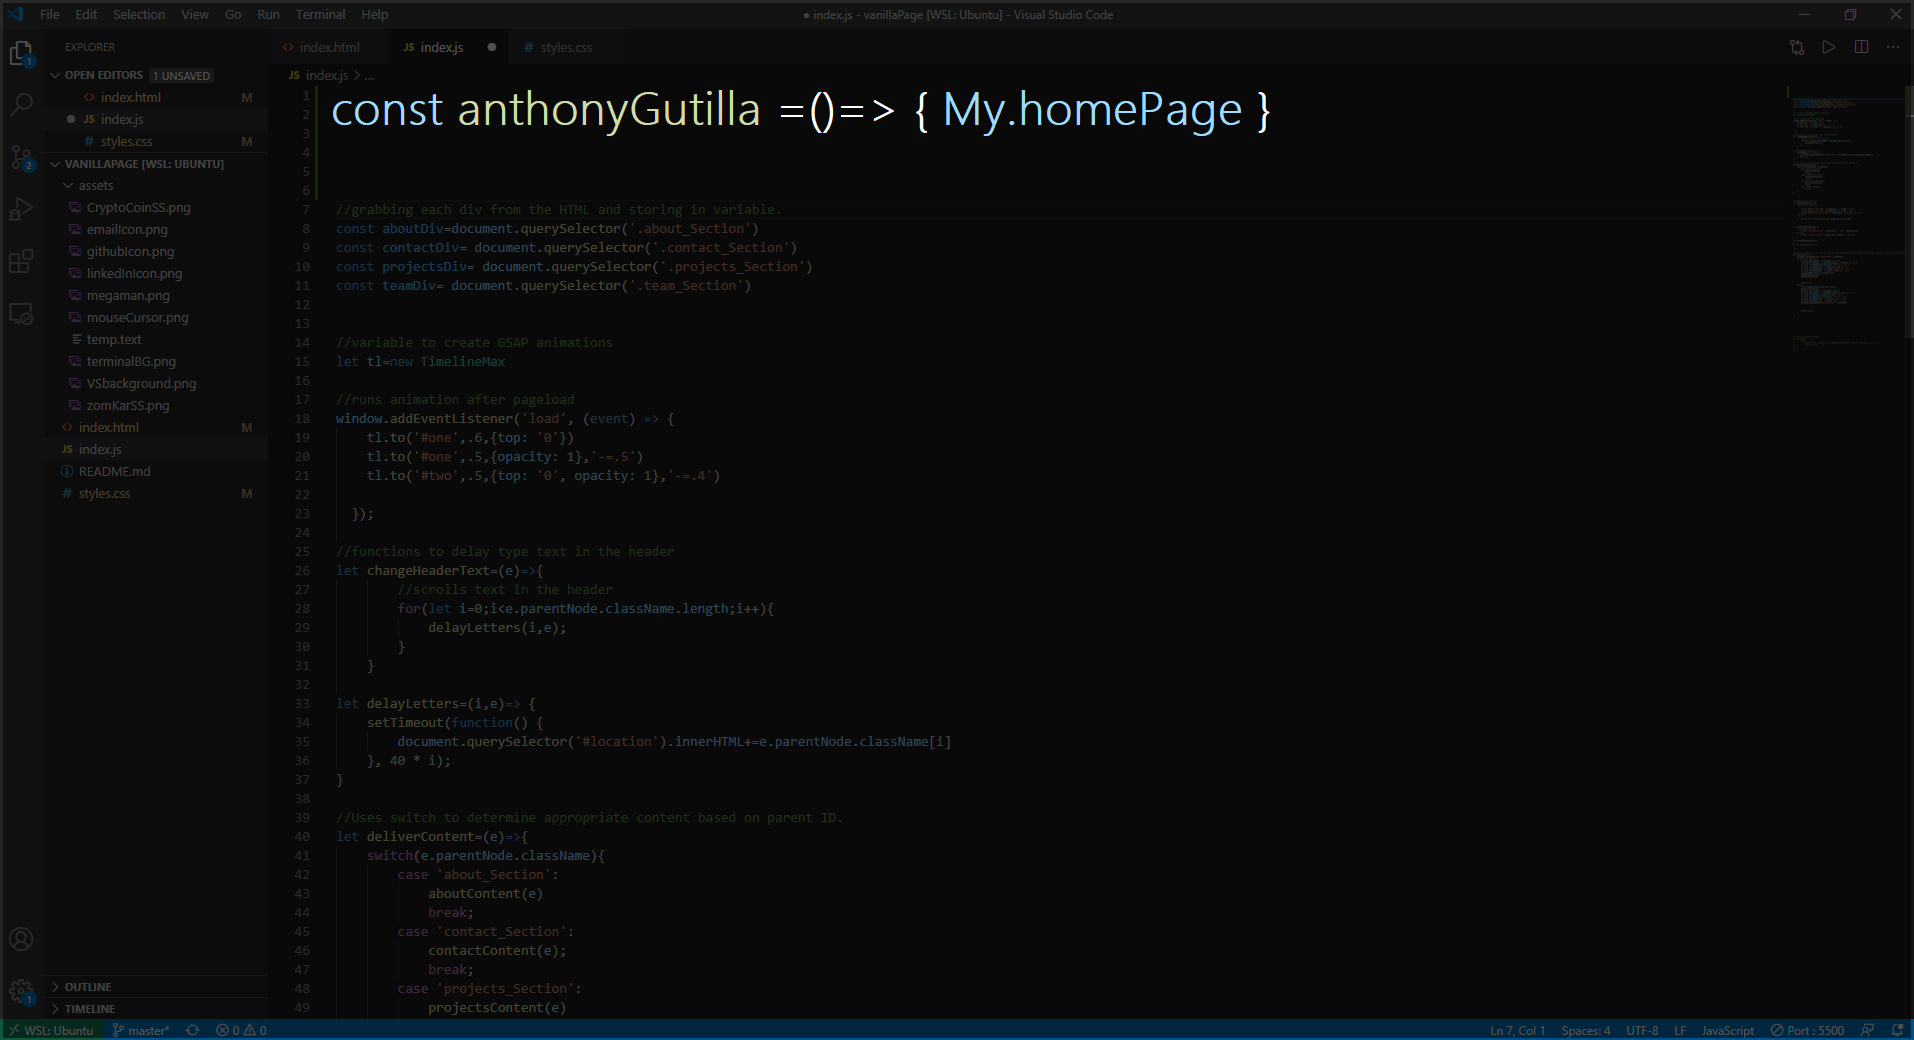 File Edit Selection View Go Run Terminal Help
● index.js - vanillaPage [WSL: Ubuntu] - Visual Studio Code
EXPLORER
OPEN EDITORS 1 UNSAVED
<> index.html M
● JS index.js
# styles.css M
VANILLAPAGE [WSL: UBUNTU]
assets
CryptoCoinSS.png
emailIcon.png
githubIcon.png
linkedInIcon.png
megaman.png
mouseCursor.png
temp.text
terminalBG.png
VSbackground.png
zomKarSS.png
<> index.html M
JS index.js
README.md
# styles.css M
OUTLINE
TIMELINE
<> index.html JS index.js ● # styles.css
JS index.js > ...
const anthonyGutilla =()=> { My.homePage }
1
2
3
4
5
6
7 //grabbing each div from the HTML and storing in variable.
8 const aboutDiv=document.querySelector('.about_Section')
9 const contactDiv= document.querySelector('.contact_Section')
10 const projectsDiv= document.querySelector('.projects_Section')
11 const teamDiv= document.querySelector('.team_Section')
12
13
14 //variable to create GSAP animations
15 let tl=new TimelineMax
16
17 //runs animation after pageload
18 window.addEventListener('load', (event) => {
19 tl.to('#one',.6,{top: '0'})
20 tl.to('#one',.5,{opacity: 1},'-=.5')
21 tl.to('#two',.5,{top: '0', opacity: 1},'-=.4')
22
23 });
24
25 //functions to delay type text in the header
26 let changeHeaderText=(e)=>{
27 //scrolls text in the header
28 for(let i=0;i<e.parentNode.className.length;i++){
29 delayLetters(i,e);
30 }
31 }
32
33 let delayLetters=(i,e)=> {
34 setTimeout(function() {
35 document.querySelector('#location').innerHTML+=e.parentNode.className[i]
36 }, 40 * i);
37 }
38
39 //Uses switch to determine appropriate content based on parent ID.
40 let deliverContent=(e)=>{
41 switch(e.parentNode.className){
42 case 'about_Section':
43 aboutContent(e)
44 break;
45 case 'contact_Section':
46 contactContent(e);
47 break;
48 case 'projects_Section':
49 projectsContent(e)
1
2
1
WSL: Ubuntu master* 0 0 Ln 7, Col 1 Spaces: 4 UTF-8 LF JavaScript Port : 5500